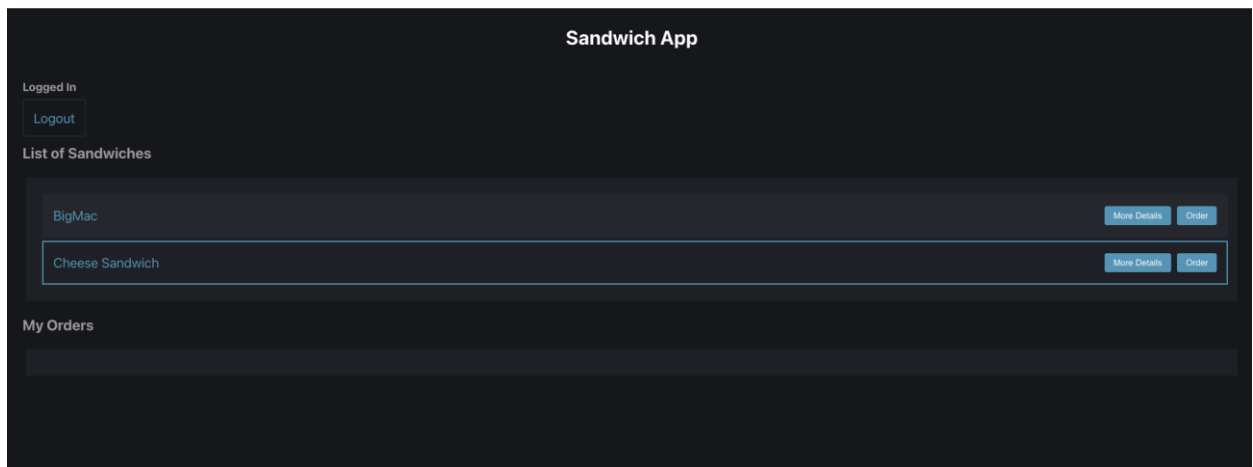 Sandwich App
Logged In
Logout
List of Sandwiches
BigMac More Details Order
Cheese Sandwich More Details Order
My Orders